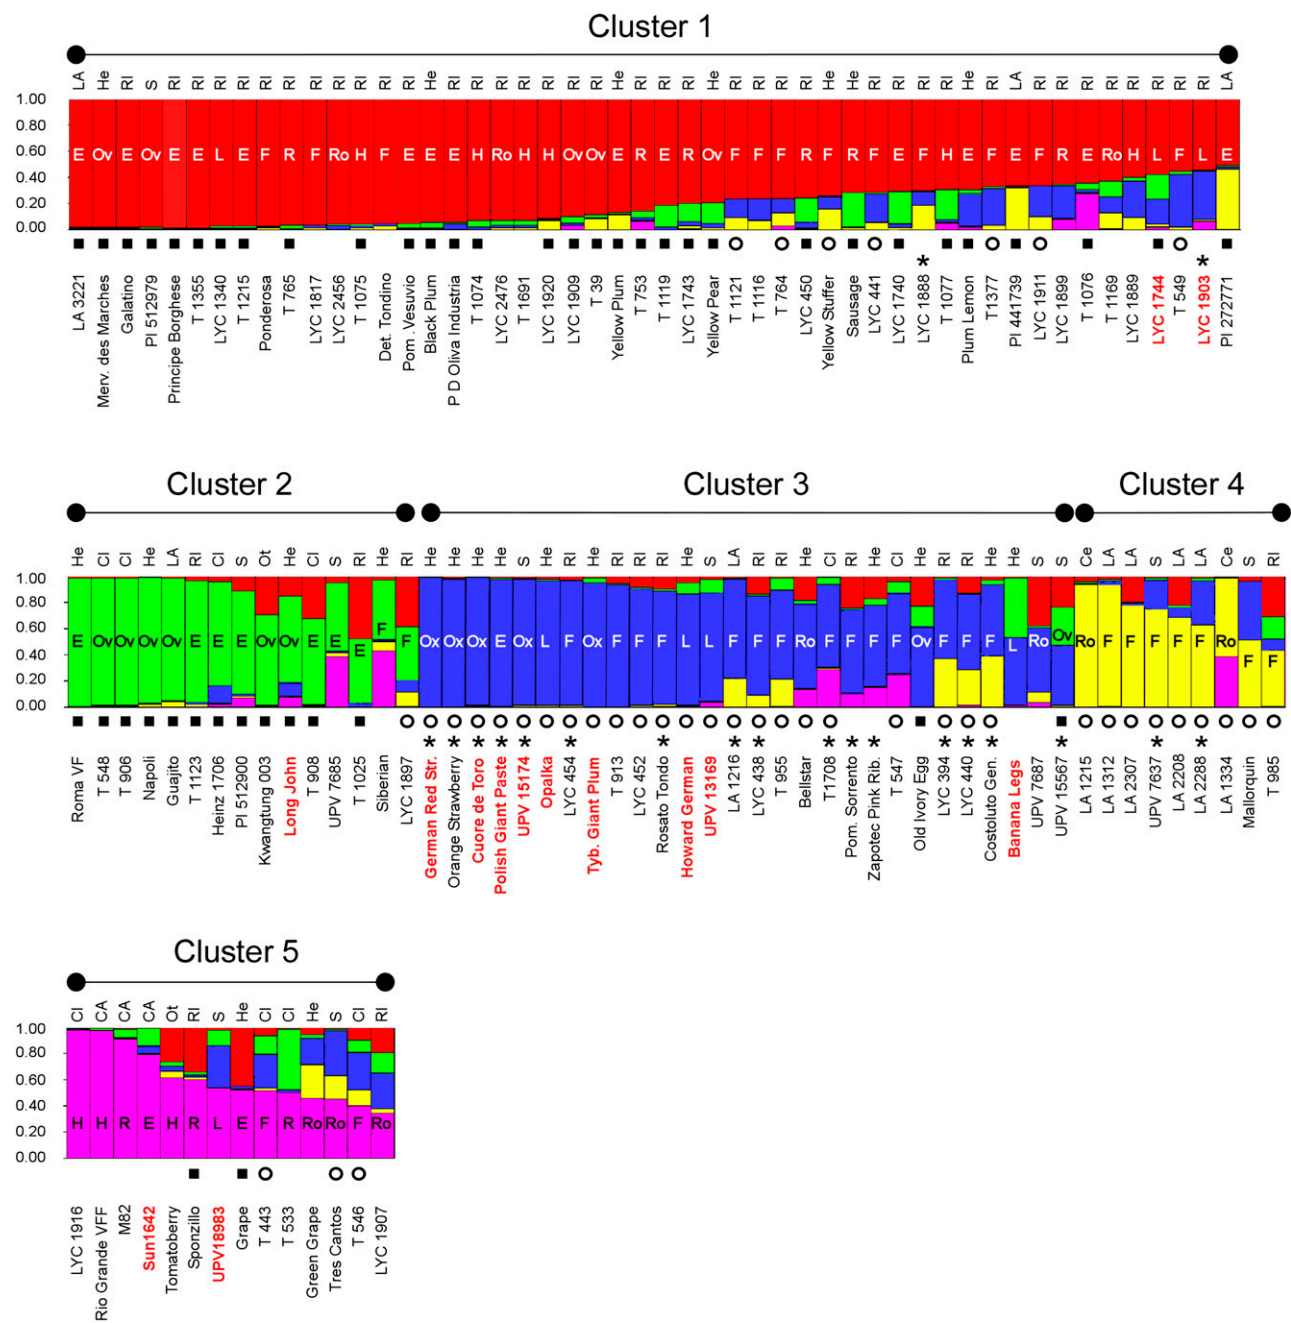 Cluster 1
LA He RI S RI RI RI RI RI RI RI RI RI RI He He RI RI RI RI RI RI RI He RI RI RI He RI RI RI RI He He RI RI RI RI He RI LA RI RI RI RI RI RI RI RI LA
1.00
0.80
0.60
0.40
0.20
0.00
E Ov E Ov E E L E F R F Ro H F E E E H Ro H H Ov Ov E R E R Ov F F F R F R F E F H E F E F R E Ro H L F L E
LA 3221
Merv. des Marches
Galatino
PI 512979
Principe Borghese
T 1355
LYC 1340
T 1215
Ponderosa
T 765
LYC 1817
LYC 2456
T 1075
Det. Tondino
Pom . Vesuvio
Black Plum
P D Oliva Industria
T 1074
LYC 2476
T 1691
LYC 1920
LYC 1909
T 39
Yellow Plum
T 753
T 1119
LYC 1743
Yellow Pear
T 1121
T 1116
T 764
LYC 450
Yellow Stuffer
Sausage
LYC 441
LYC 1740
LYC 1888
T 1077
Plum Lemon
T1377
PI 441739
LYC 1911
LYC 1899
T 1076
T 1169
LYC 1889
LYC 1744
T 549
LYC 1903
PI 272771
Cluster 2 Cluster 3 Cluster 4
He CI CI He LA RI CI S Ot He CI S RI He RI He He He He S He RI He RI RI RI He S LA RI RI He CI RI He CI He RI RI He He S S Ce LA LA S LA LA Ce S RI
1.00
0.80
0.60
0.40
0.20
0.00
E Ov Ov Ov Ov E E E Ov Ov E E E F F Ox Ox Ox E Ox L F Ox F F F L L F F F Ro F F F F Ov F F F L Ro Ov Ro F F F F F Ro F F
Roma VF
T 548
T 906
Napoli
Guajito
T 1123
Heinz 1706
PI 512900
Kwangtung 003
Long John
T 908
UPV 7685
T 1025
Siberian
LYC 1897
German Red Str.
Orange Strawberry
Cuore de Toro
Polish Giant Paste
UPV 15174
Opalka
LYC 454
Tyb. Giant Plum
T 913
LYC 452
Rosato Tondo
Howard German
UPV 13169
LA 1216
LYC 438
T 955
Bellstar
T1708
Pom. Sorrento
Zapotec Pink Rib.
T 547
Old Ivory Egg
LYC 394
LYC 440
Costoluto Gen.
Banana Legs
UPV 7687
UPV 15567
LA 1215
LA 1312
LA 2307
UPV 7637
LA 2208
LA 2288
LA 1334
Mallorquin
T 985
Cluster 5
CI CA CA CA Ot RI S He CI CI He S CI RI
1.00
0.80
0.60
0.40
0.20
0.00
H H R E H R L E F R Ro Ro F Ro
LYC 1916
Rio Grande VFF
M82
Sun1642
Tomatoberry
Sponzillo
UPV18983
Grape
T 443
T 533
Green Grape
Tres Cantos
T 546
LYC 1907